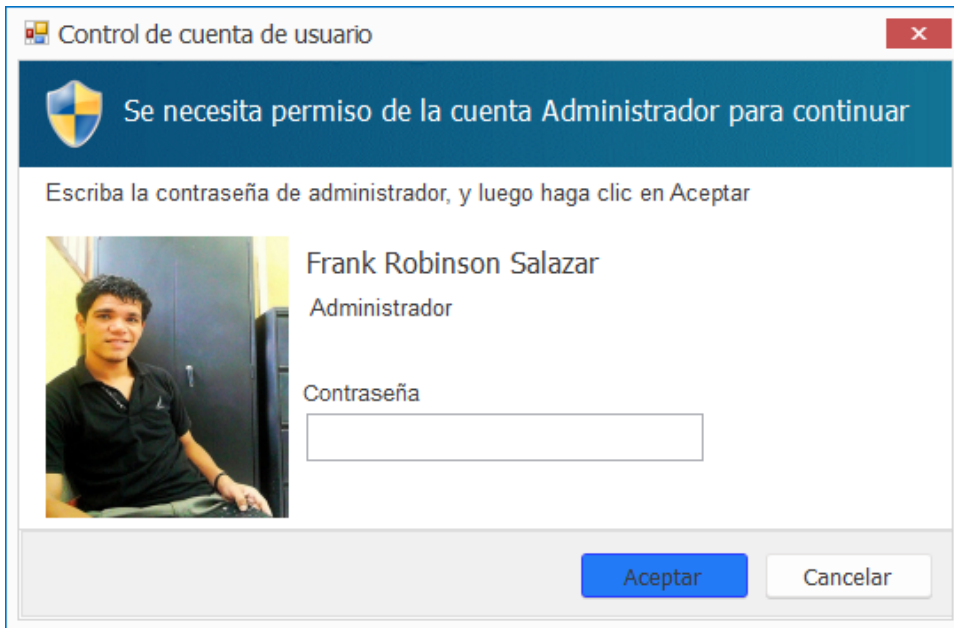 Control de cuenta de usuario
Se necesita permiso de la cuenta Administrador para continuar
Escriba la contraseña de administrador, y luego haga clic en Aceptar
Frank Robinson Salazar
Administrador
Contraseña
Aceptar
Cancelar